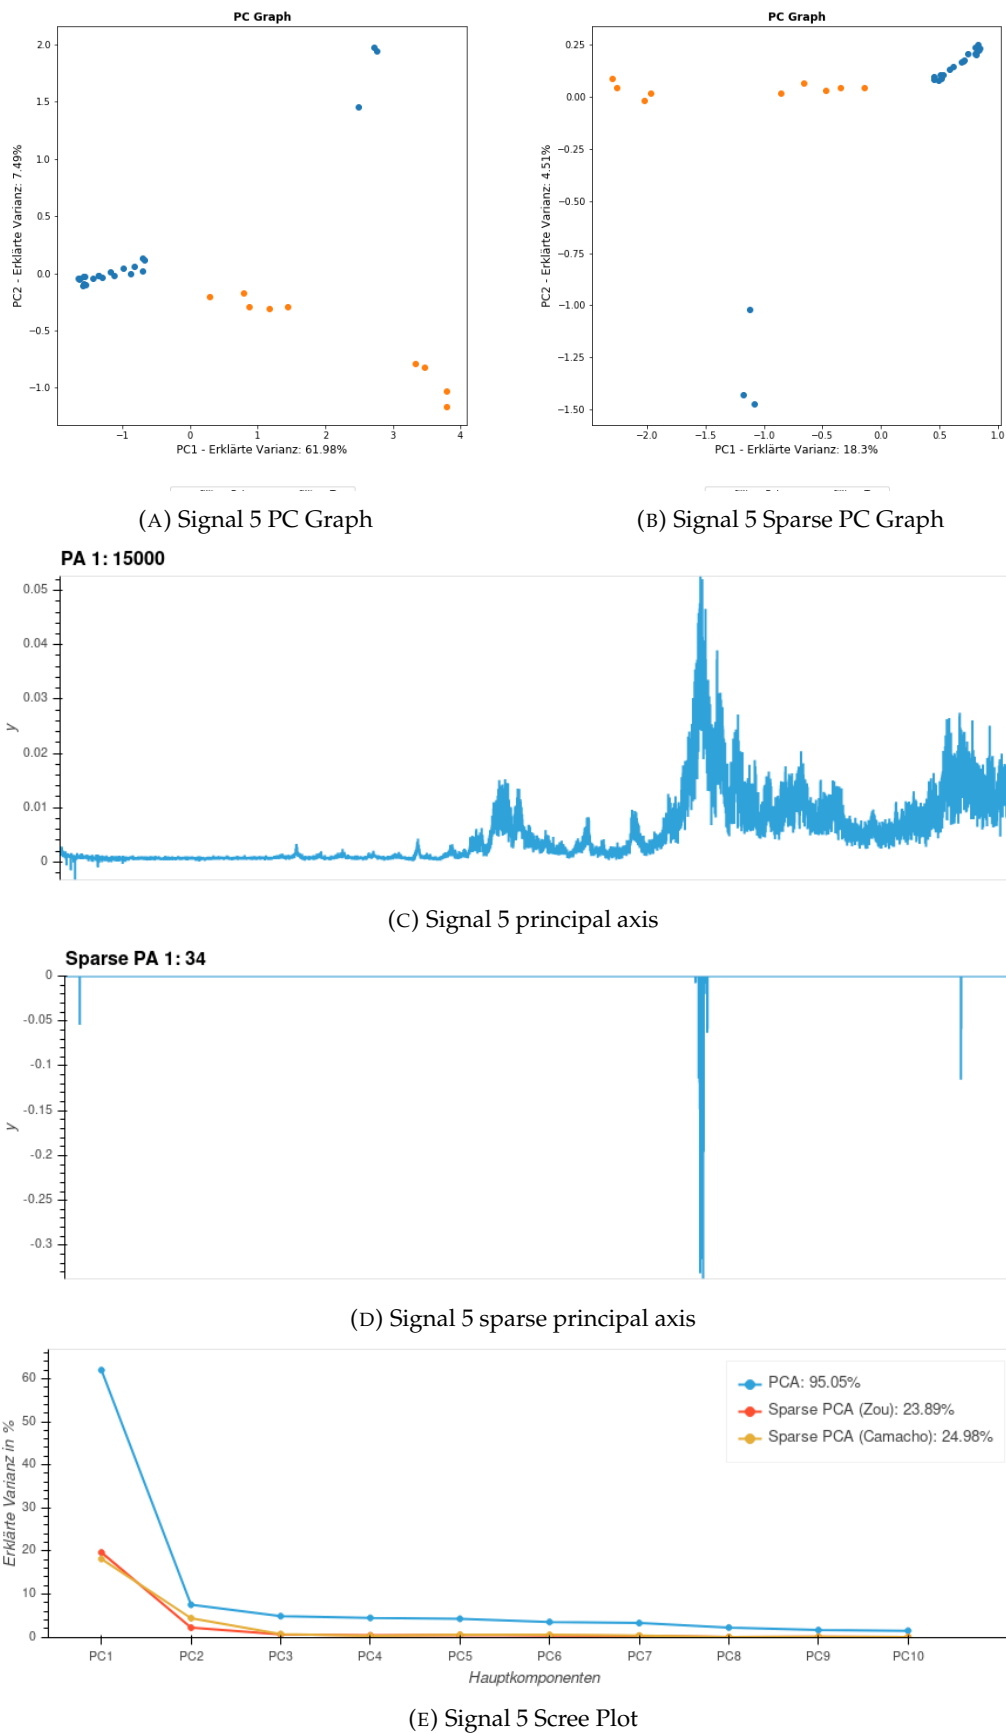 PC Graph
2.0
1.5
1.0
0.5
0.0
−0.5
−1.0
PC2 - Erklärte Varianz: 7.49%
−1 0 1 2 3 4
PC1 - Erklärte Varianz: 61.98%
(A) Signal 5 PC Graph
PC Graph
0.25
0.00
−0.25
−0.50
−0.75
−1.00
−1.25
−1.50
PC2 - Erklärte Varianz: 4.51%
−2.0 −1.5 −1.0 −0.5 0.0 0.5 1.0
PC1 - Erklärte Varianz: 18.3%
(B) Signal 5 Sparse PC Graph
PA 1: 15000
0.05
0.04
0.03
0.02
0.01
0
y
(C) Signal 5 principal axis
Sparse PA 1: 34
0
-0.05
-0.1
-0.15
-0.2
-0.25
-0.3
y
(D) Signal 5 sparse principal axis
60
50
40
30
20
10
0
Erklärte Varianz in %
PCA: 95.05%
Sparse PCA (Zou): 23.89%
Sparse PCA (Camacho): 24.98%
PC1 PC2 PC3 PC4 PC5 PC6 PC7 PC8 PC9 PC10
Hauptkomponenten
(E) Signal 5 Scree Plot